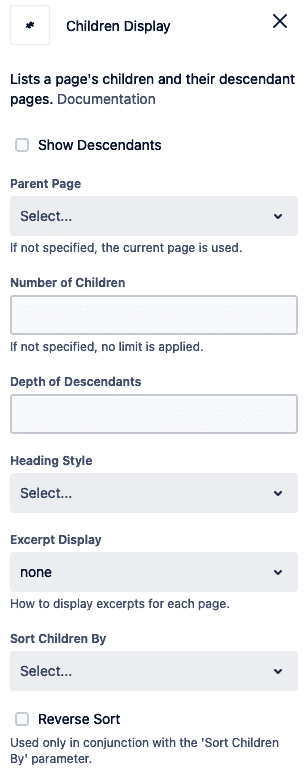 Children Display
Lists a page's children and their descendant
pages. Documentation
Show Descendants
Parent Page
Select...
If not specified, the current page is used.
Number of Children
If not specified, no limit is applied.
Depth of Descendants
Heading Style
Select...
Excerpt Display
none
How to display excerpts for each page.
Sort Children By
Select...
Reverse Sort
Used only in conjunction with the 'Sort Children
By' parameter.